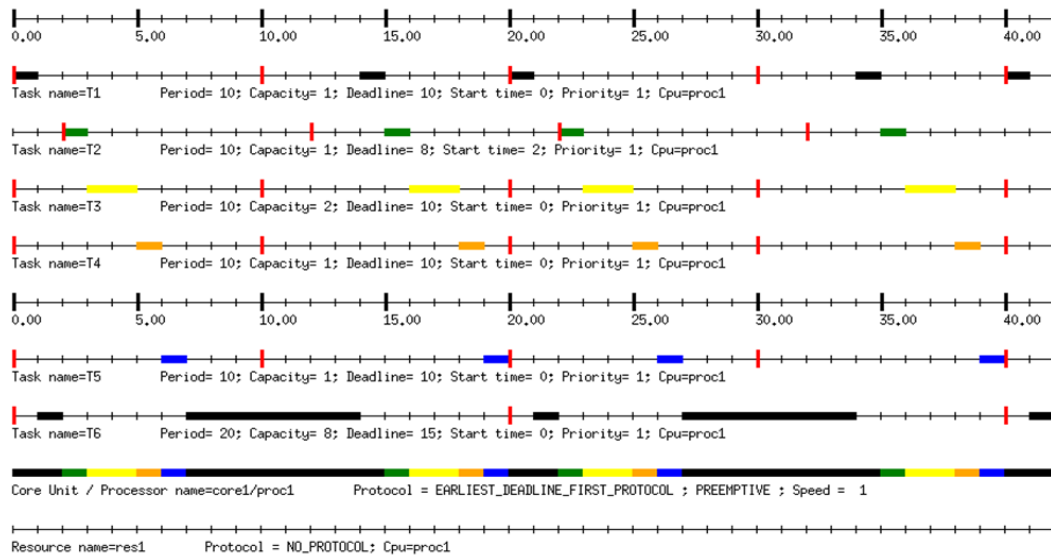 0.00 5.00 10.00 15.00 20.00 25.00 30.00 35.00 40.00
Task name=T1 Period= 10; Capacity= 1; Deadline= 10; Start time= 0; Priority= 1; Cpu=proc1
Task name=T2 Period= 10; Capacity= 1; Deadline= 8; Start time= 2; Priority= 1; Cpu=proc1
Task name=T3 Period= 10; Capacity= 2; Deadline= 10; Start time= 0; Priority= 1; Cpu=proc1
Task name=T4 Period= 10; Capacity= 1; Deadline= 10; Start time= 0; Priority= 1; Cpu=proc1
0.00 5.00 10.00 15.00 20.00 25.00 30.00 35.00 40.00
Task name=T5 Period= 10; Capacity= 1; Deadline= 10; Start time= 0; Priority= 1; Cpu=proc1
Task name=T6 Period= 20; Capacity= 8; Deadline= 15; Start time= 0; Priority= 1; Cpu=proc1
Core Unit / Processor name=core1/proc1 Protocol = EARLIEST_DEADLINE_FIRST_PROTOCOL ; PREEMPTIVE ; Speed = 1
Resource name=res1 Protocol = NO_PROTOCOL; Cpu=proc1